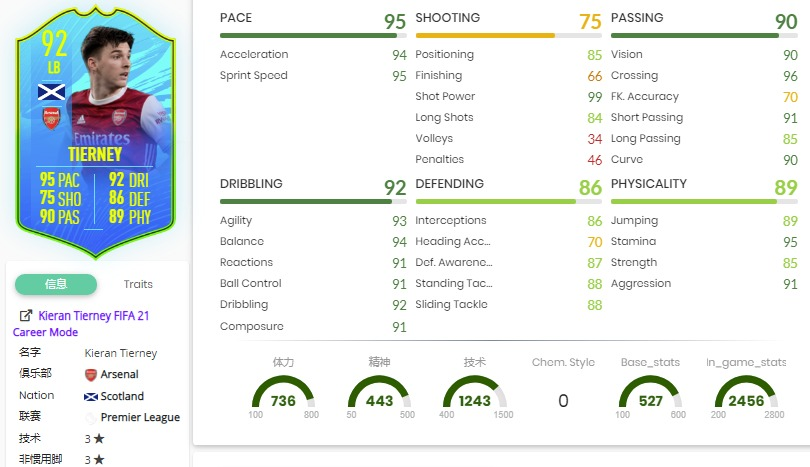 92
LB
Emirates
TIERNEY
95 PAC 92 DRI
75 SHO 86 DEF
90 PAS 89 PHY
信息 Traits
Kieran Tierney FIFA 21
Career Mode
名字 Kieran Tierney
俱乐部 Arsenal
Nation Scotland
联赛 Premier League
技术 3 ★
非惯用脚 3 ★
PACE 95
Acceleration 94
Sprint Speed 95
SHOOTING 75
Positioning 85
Finishing 66
Shot Power 99
Long Shots 84
Volleys 34
Penalties 46
PASSING 90
Vision 90
Crossing 96
FK. Accuracy 70
Short Passing 91
Long Passing 85
Curve 90
DRIBBLING 92
Agility 93
Balance 94
Reactions 91
Ball Control 91
Dribbling 92
Composure 91
DEFENDING 86
Interceptions 86
Heading Acc... 70
Def. Awarene... 87
Standing Tac... 88
Sliding Tackle 88
PHYSICALITY 89
Jumping 89
Stamina 95
Strength 85
Aggression 91
体力
736
100 800
精神
443
50 500
技术
1243
400 1500
Chem. Style
0
Base_stats
527
100 600
In_game_stats
2456
200 2800